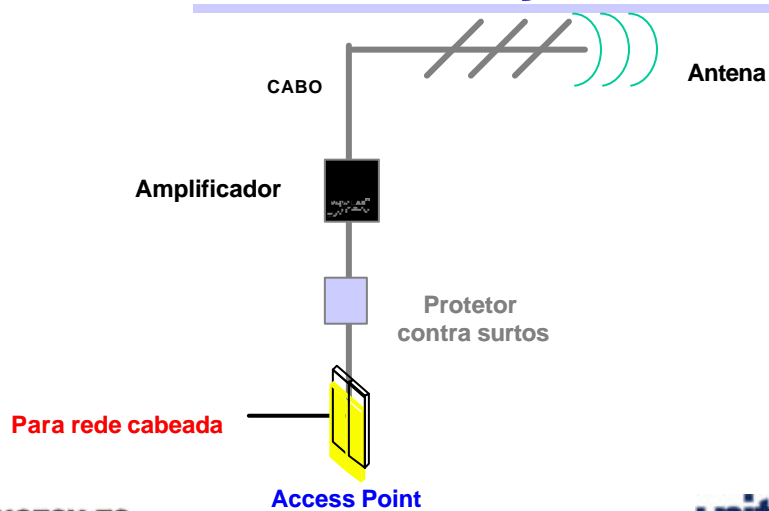 CABO
Antena
Amplificador
Protetor
contra surtos
Para rede cabeada
Access Point